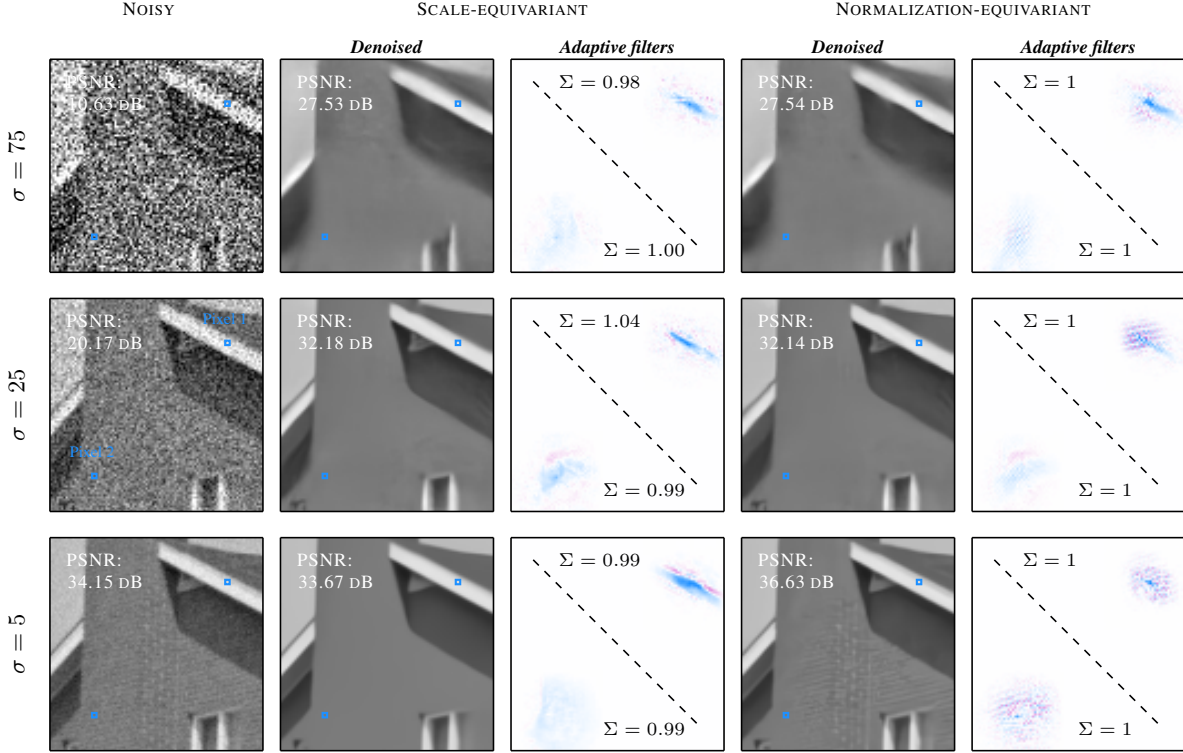 NOISY SCALE-EQUIVARIANT NORMALIZATION-EQUIVARIANT
Denoised Adaptive filters Denoised Adaptive filters
σ = 75
PSNR:
10.63 DB
PSNR:
27.53 DB
Σ = 0.98
Σ = 1.00
PSNR:
27.54 DB
Σ = 1
Σ = 1
σ = 25
PSNR:
20.17 DB
Pixel 1
Pixel 2
PSNR:
32.18 DB
Σ = 1.04
Σ = 0.99
PSNR:
32.14 DB
Σ = 1
Σ = 1
σ = 5
PSNR:
34.15 DB
PSNR:
33.67 DB
Σ = 0.99
Σ = 0.99
PSNR:
36.63 DB
Σ = 1
Σ = 1